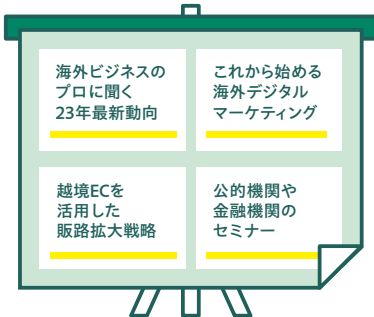 海外ビジネスの
プロに聞く
23年最新動向
これから始める
海外デジタル
マーケティング
越境ECを
活用した
販路拡大戦略
公的機関や
金融機関の
セミナー